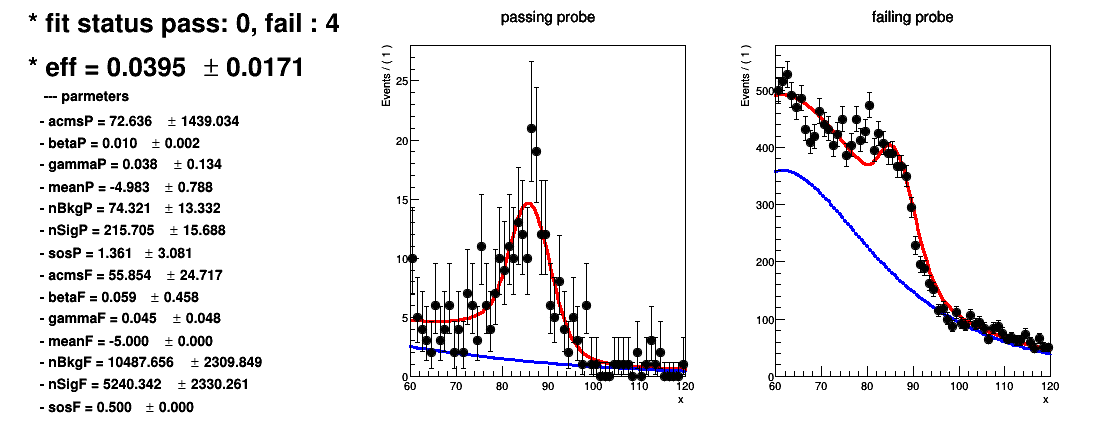 * fit status pass: 0, fail : 4
* eff = 0.0395 ± 0.0171
--- parmeters
- acmsP = 72.636 ± 1439.034
- betaP = 0.010 ± 0.002
- gammaP = 0.038 ± 0.134
- meanP = -4.983 ± 0.788
- nBkgP = 74.321 ± 13.332
- nSigP = 215.705 ± 15.688
- sosP = 1.361 ± 3.081
- acmsF = 55.854 ± 24.717
- betaF = 0.059 ± 0.458
- gammaF = 0.045 ± 0.048
- meanF = -5.000 ± 0.000
- nBkgF = 10487.656 ± 2309.849
- nSigF = 5240.342 ± 2330.261
- sosF = 0.500 ± 0.000
passing probe
Events / ( 1 )
25
20
15
10
5
0
60 70 80 90 100 110 120
x
failing probe
Events / ( 1 )
500
400
300
200
100
0
60 70 80 90 100 110 120
x